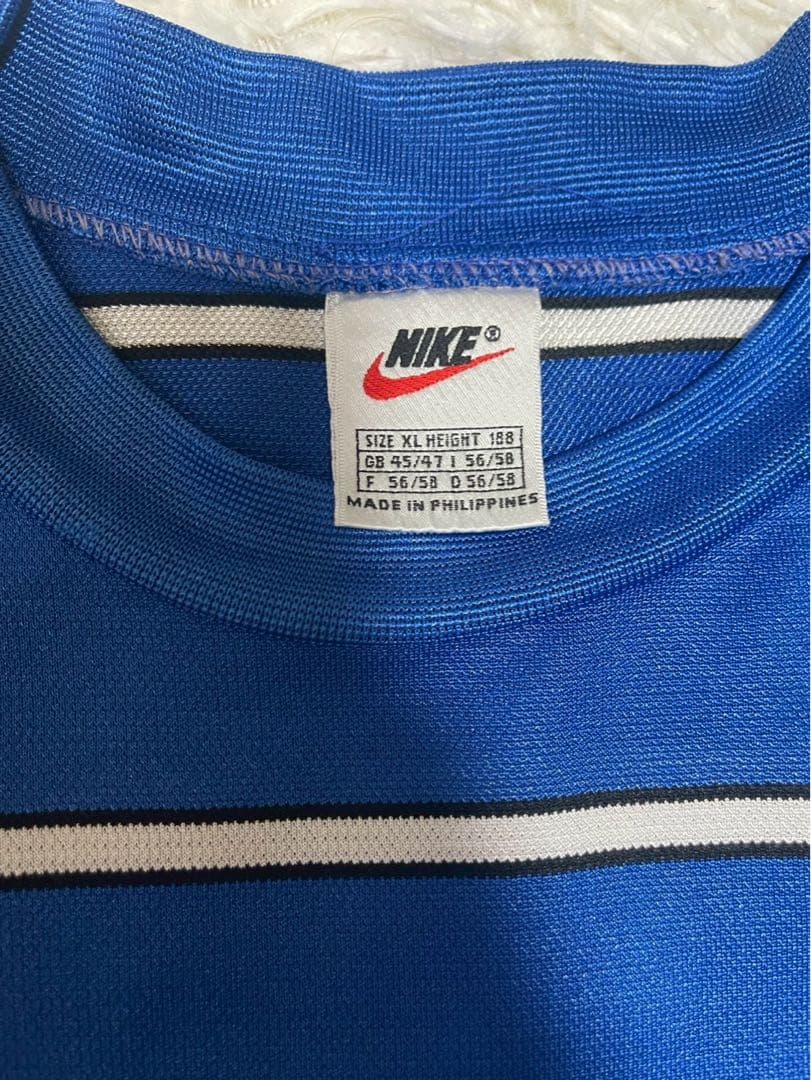 NIKE®
SIZE XL HEIGHT 188
GB 45/47 I 56/58
F 56/58 D 56/58
MADE IN PHILIPPINES